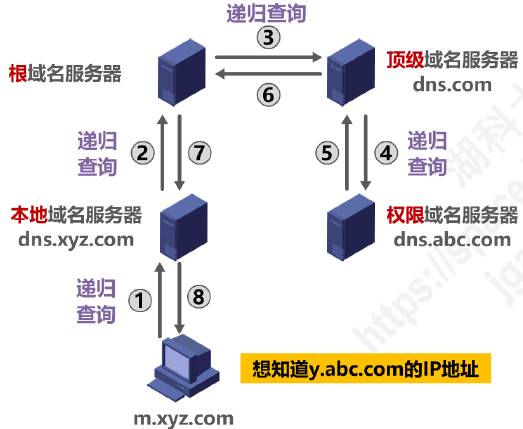 递归查询
③
根域名服务器
顶级域名服务器
dns.com
⑥
递归
查询
②
⑦
⑤
④
递归
查询
本地域名服务器
dns.xyz.com
权限域名服务器
dns.abc.com
递归
查询
①
⑧
想知道y.abc.com的IP地址
m.xyz.com
湖科大
https://space
jga